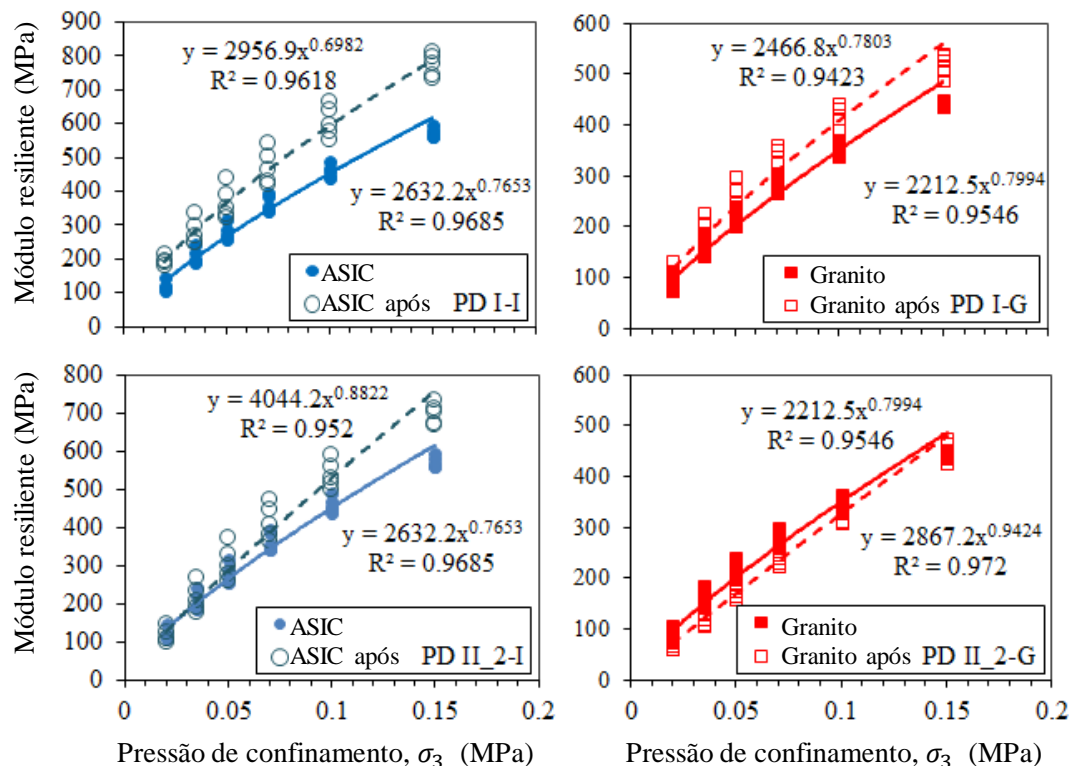 Módulo resiliente (MPa)
900
800
700
600
500
400
300
200
100
0
y = 2956.9x^0.6982
R² = 0.9618
y = 2632.2x^0.7653
R² = 0.9685
ASIC
ASIC após PD I-I
600
500
400
300
200
100
0
y = 2466.8x^0.7803
R² = 0.9423
y = 2212.5x^0.7994
R² = 0.9546
Granito
Granito após PD I-G
Módulo resiliente (MPa)
800
700
600
500
400
300
200
100
0
y = 4044.2x^0.8822
R² = 0.952
y = 2632.2x^0.7653
R² = 0.9685
ASIC
ASIC após PD II_2-I
0 0.05 0.1 0.15 0.2
Pressão de confinamento, σ₃ (MPa)
600
500
400
300
200
100
0
y = 2212.5x^0.7994
R² = 0.9546
y = 2867.2x^0.9424
R² = 0.972
Granito
Granito após PD II_2-G
0 0.05 0.1 0.15 0.2
Pressão de confinamento, σ₃ (MPa)